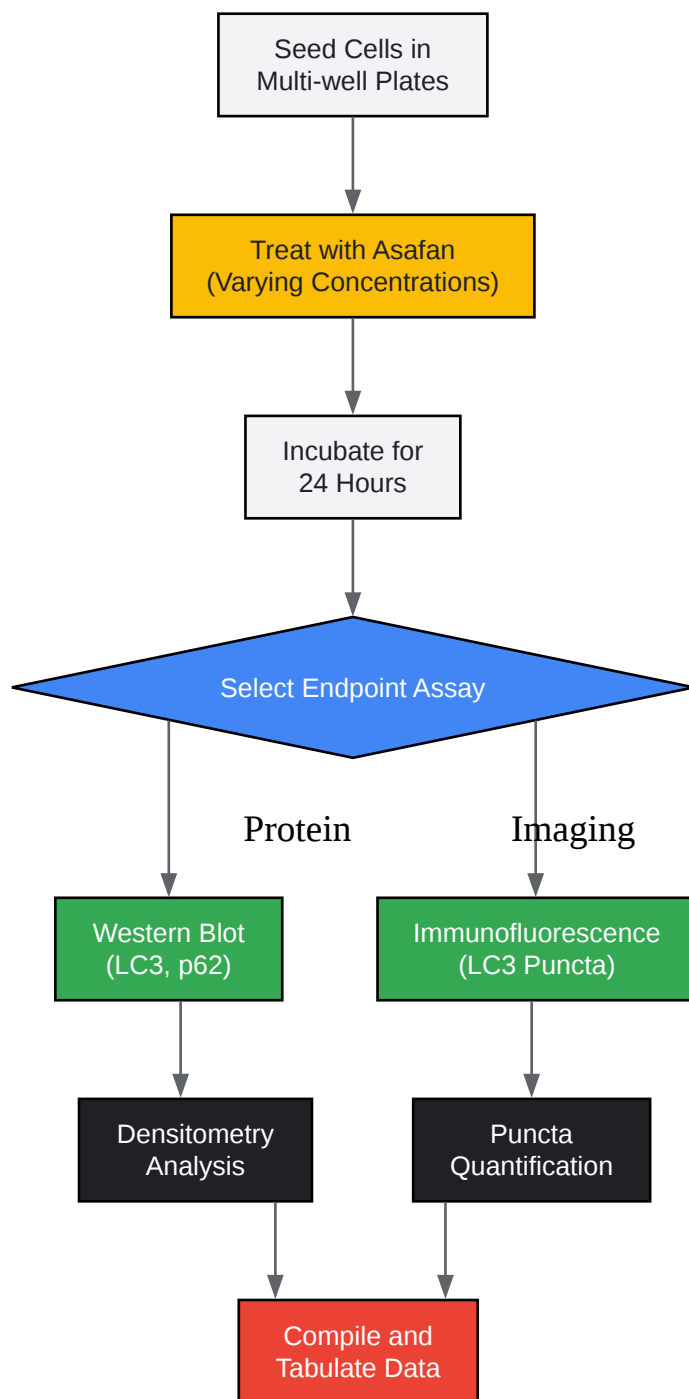 Seed Cells in
Multi-well Plates
Treat with Asafan
(Varying Concentrations)
Incubate for
24 Hours
Select Endpoint Assay
Protein
Imaging
Western Blot
(LC3, p62)
Immunofluorescence
(LC3 Puncta)
Densitometry
Analysis
Puncta
Quantification
Compile and
Tabulate Data